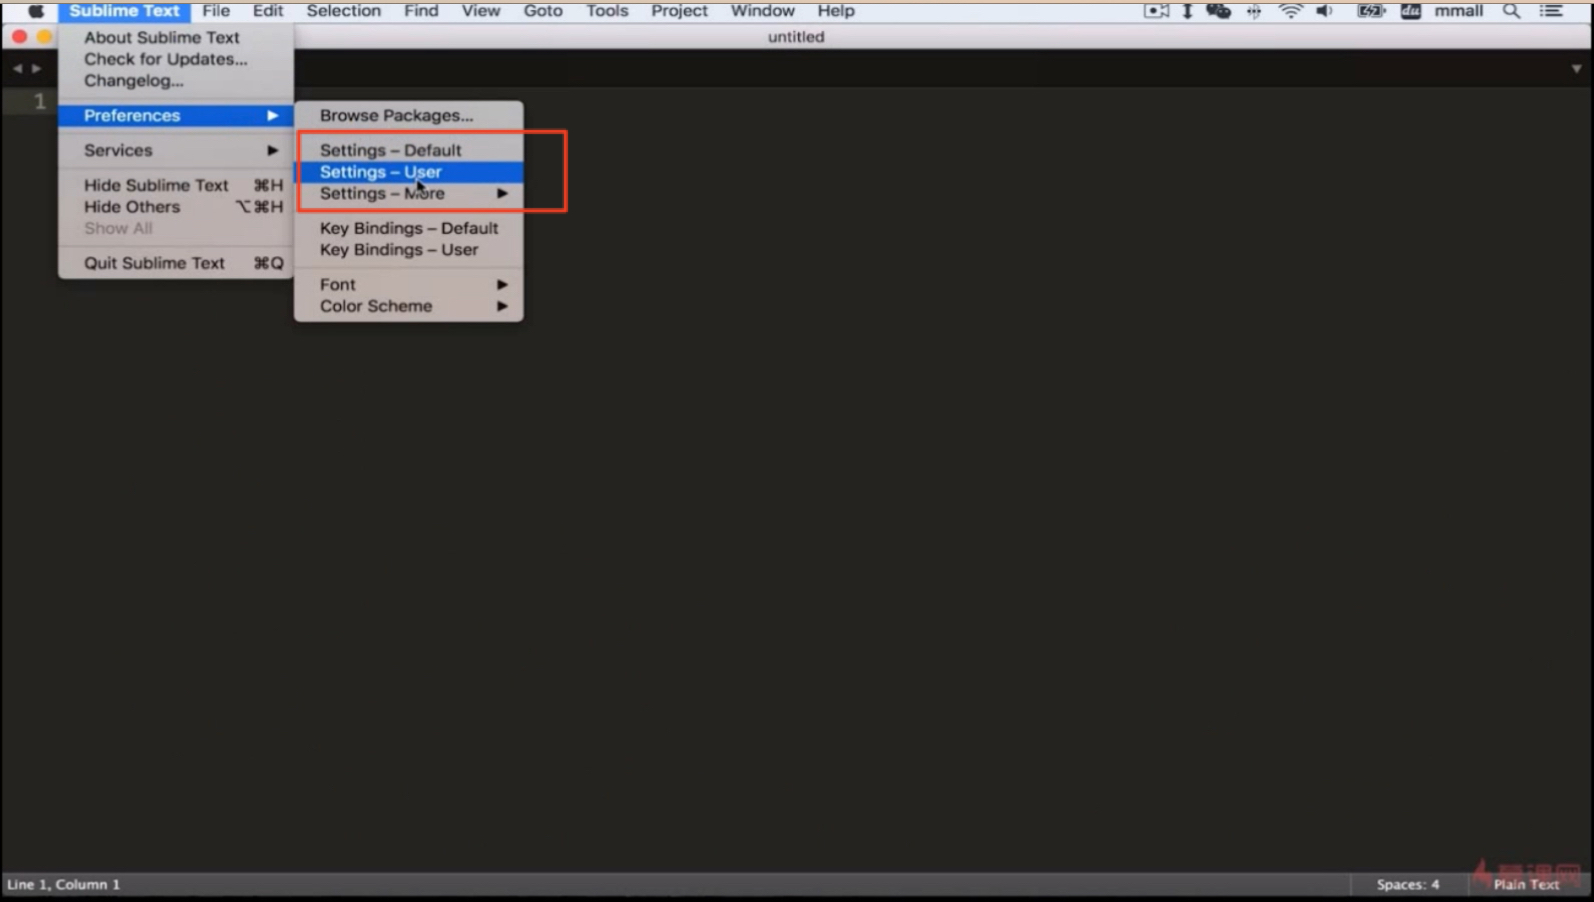 Sublime Text File Edit Selection Find View Goto Tools Project Window Help mmall
untitled
About Sublime Text
Check for Updates...
Changelog...
1
Preferences
Services
Hide Sublime Text ⌘H
Hide Others ⌥⌘H
Show All
Quit Sublime Text ⌘Q
Browse Packages...
Settings – Default
Settings – User
Settings – More
Key Bindings – Default
Key Bindings – User
Font
Color Scheme
慕课网
Line 1, Column 1 Spaces: 4 Plain Text